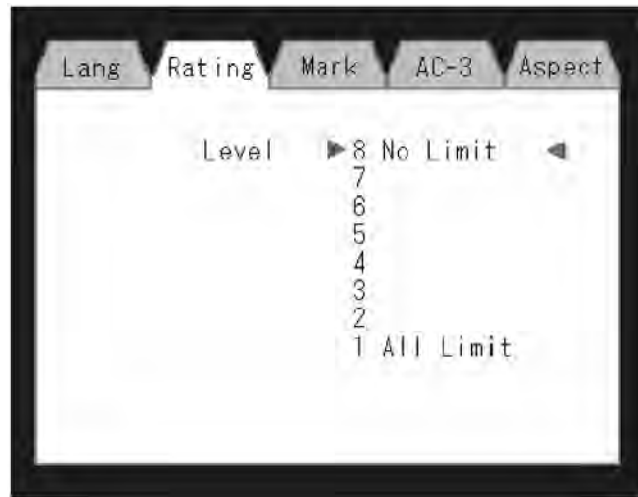 Lang Rating Mark AC-3 Aspect
Level ▶8 No Limit ◀
7
6
5
4
3
2
1 All Limit